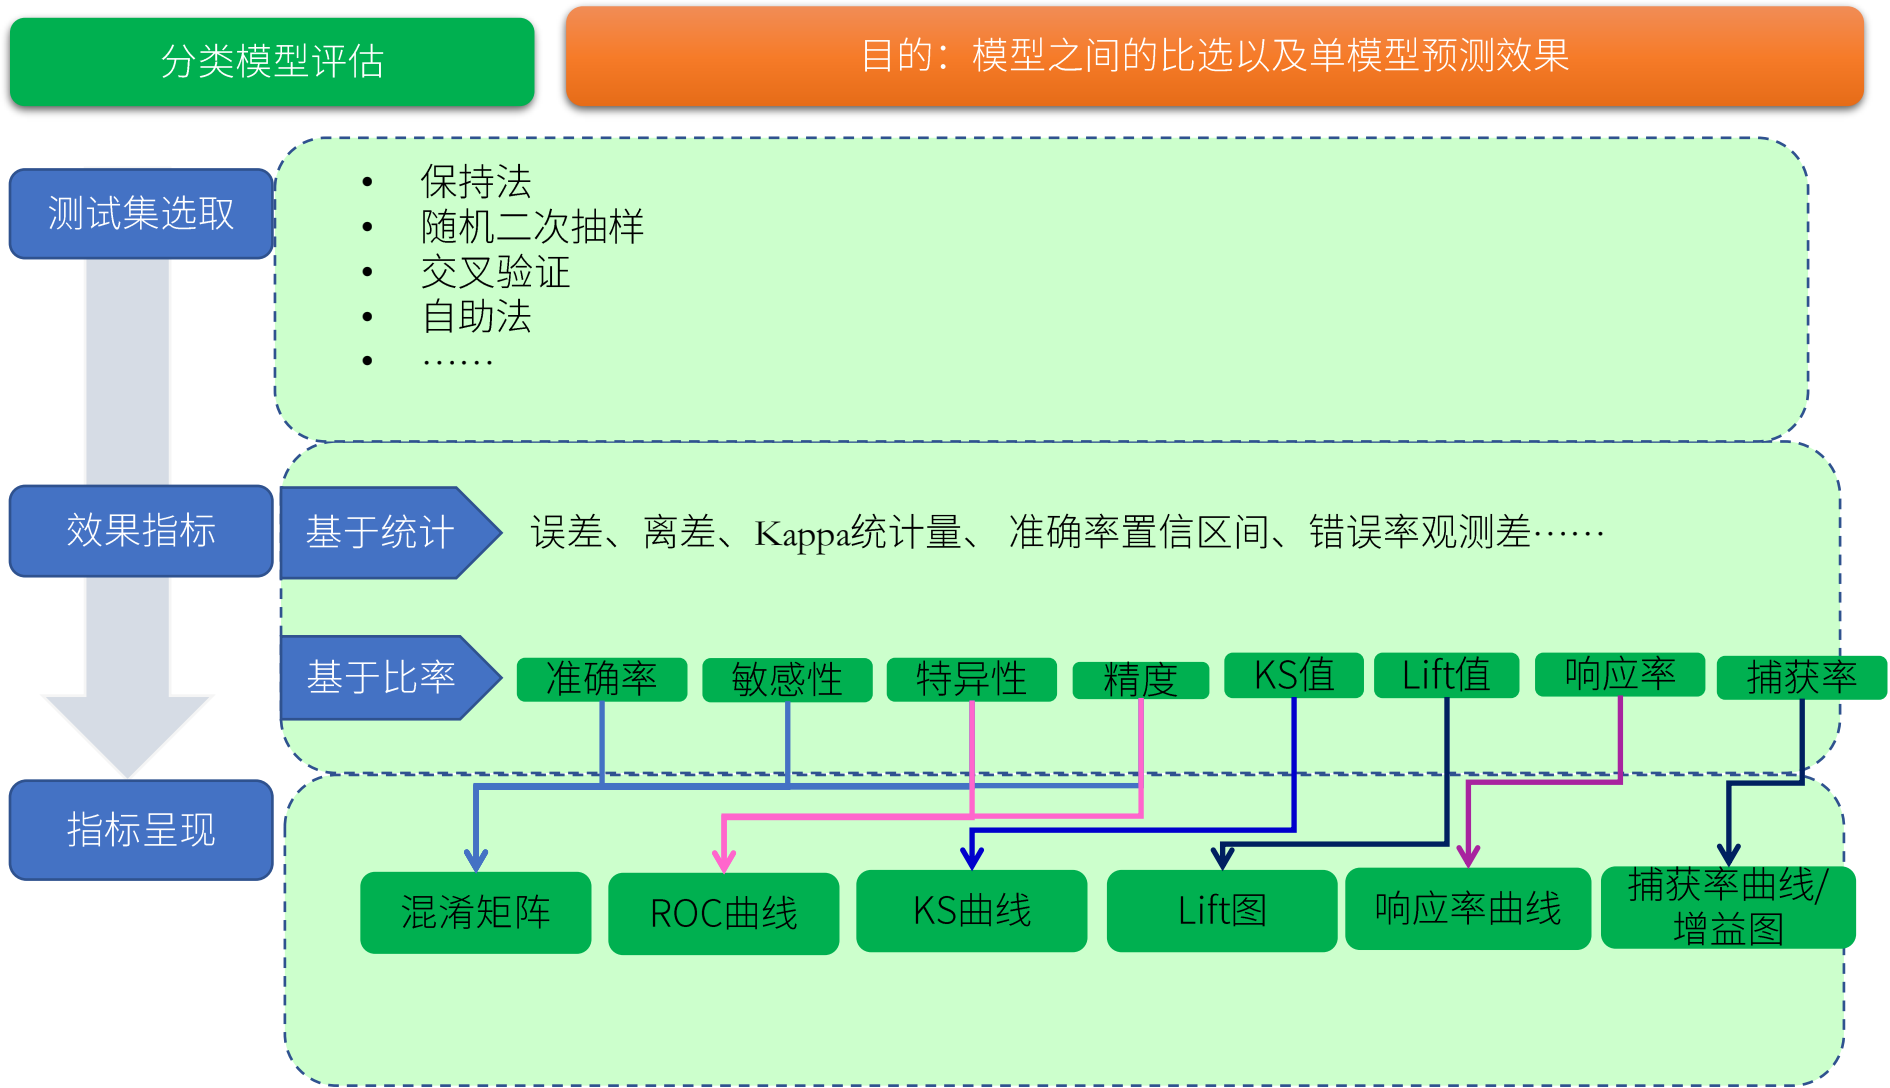 分类模型评估
目的：模型之间的比选以及单模型预测效果
测试集选取
• 保持法
• 随机二次抽样
• 交叉验证
• 自助法
• ……
效果指标
基于统计
误差、离差、Kappa统计量、 准确率置信区间、错误率观测差……
基于比率
准确率
敏感性
特异性
精度
KS值
Lift值
响应率
捕获率
指标呈现
混淆矩阵
ROC曲线
KS曲线
Lift图
响应率曲线
捕获率曲线/
增益图